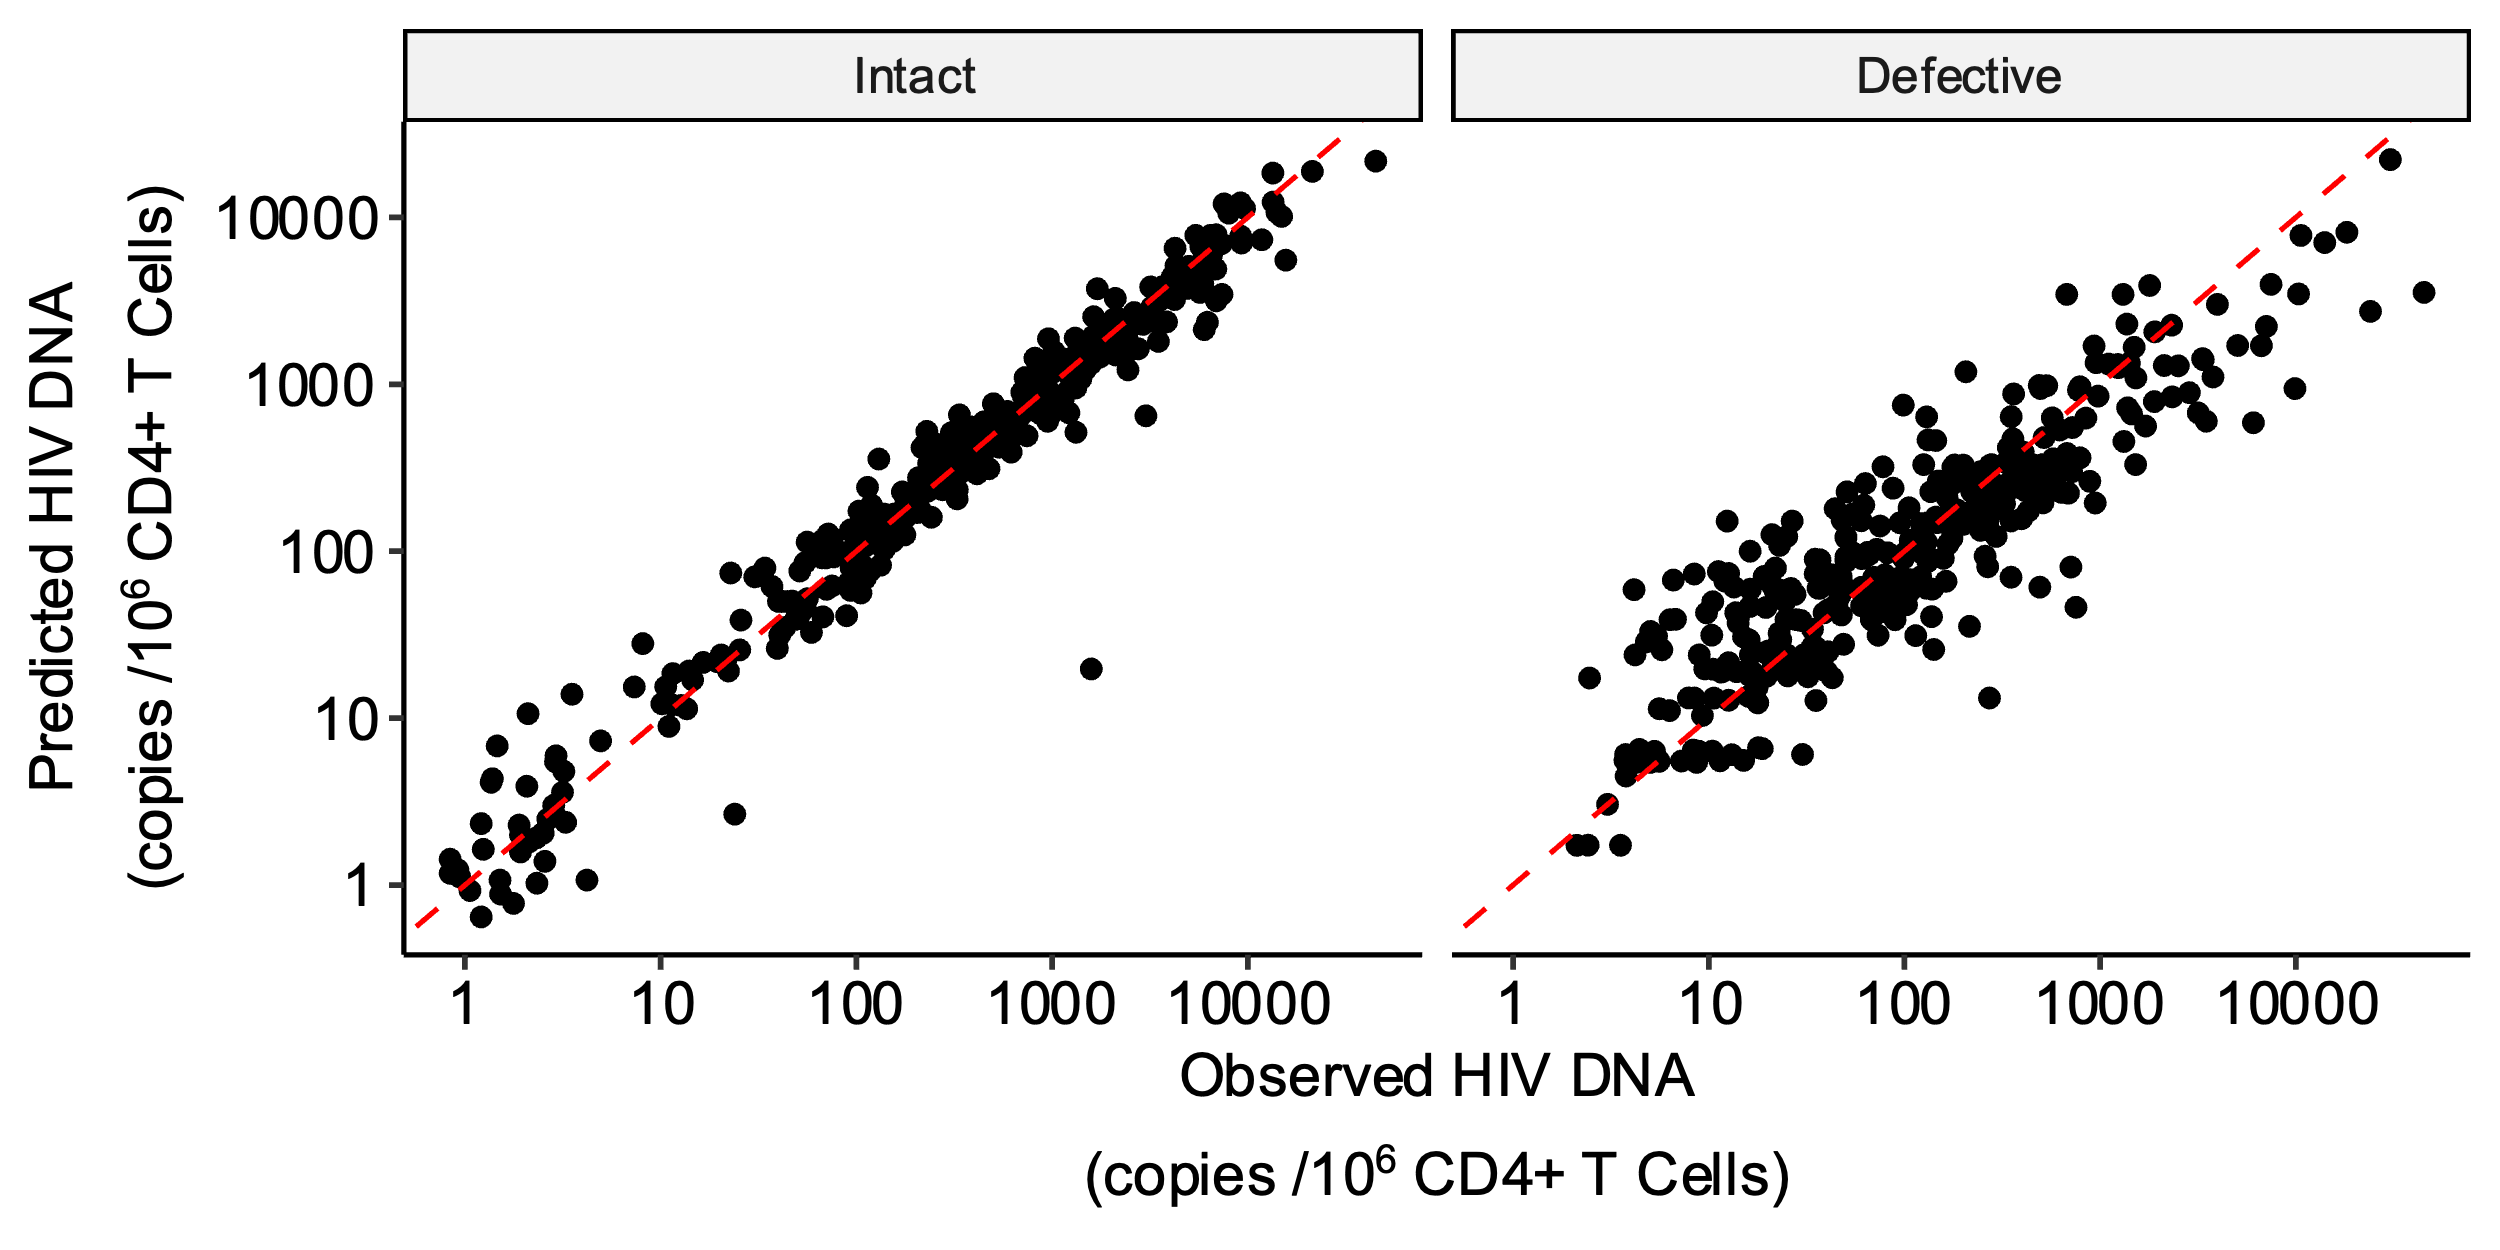 Intact
Defective
Predicted HIV DNA
(copies /10⁶ CD4+ T Cells)
10000
1000
100
10
1
1 10 100 1000 10000
1 10 100 1000 10000
Observed HIV DNA
(copies /10⁶ CD4+ T Cells)